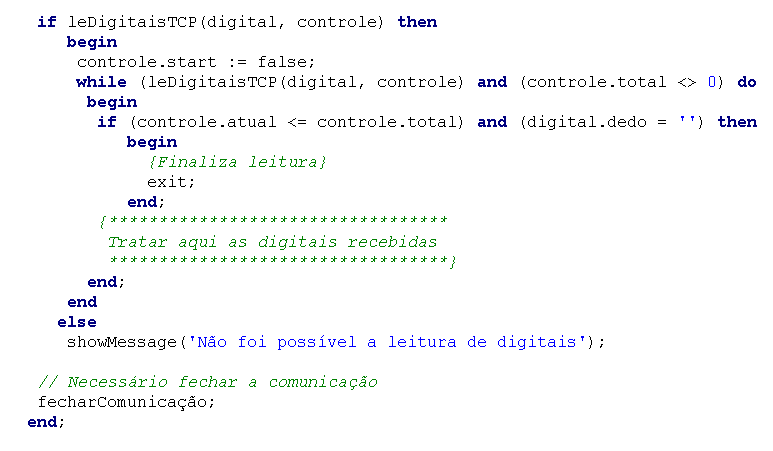 if leDigitaisTCP(digital, controle) then
begin
controle.start := false;
while (leDigitaisTCP(digital, controle) and (controle.total <> 0) do
begin
if (controle.atual <= controle.total) and (digital.dedo = '') then
begin
{Finaliza leitura}
exit;
end;
{**********************************
Tratar aqui as digitais recebidas
**********************************}
end;
end
else
showMessage('Não foi possível a leitura de digitais');
// Necessário fechar a comunicação
fecharComunicação;
end;